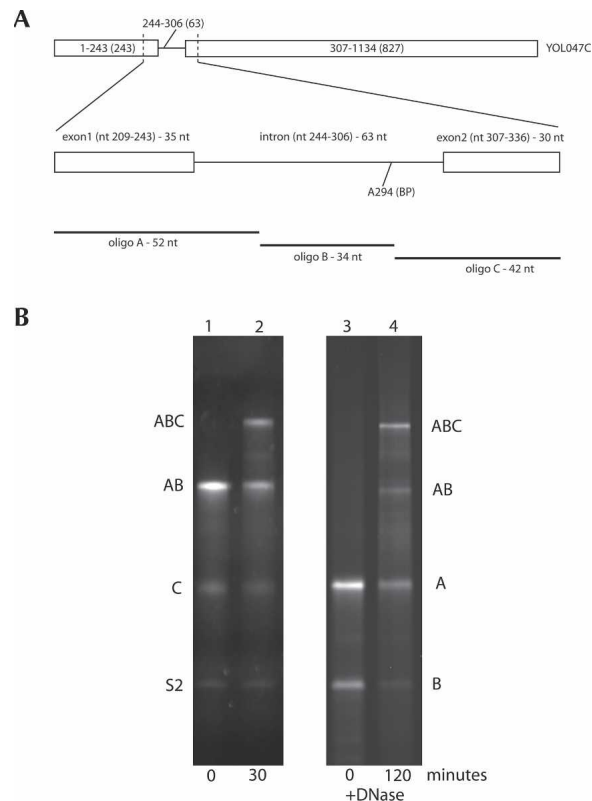 A
244-306 (63)
1-243 (243)
307-1134 (827)
YOL047C
exon1 (nt 209-243) - 35 nt
intron (nt 244-306) - 63 nt
exon2 (nt 307-336) - 30 nt
A294 (BP)
oligo A - 52 nt
oligo B - 34 nt
oligo C - 42 nt
B
1 2 3 4
ABC ABC
AB AB
C A
S2 B
0 30 0 120 minutes
+DNase